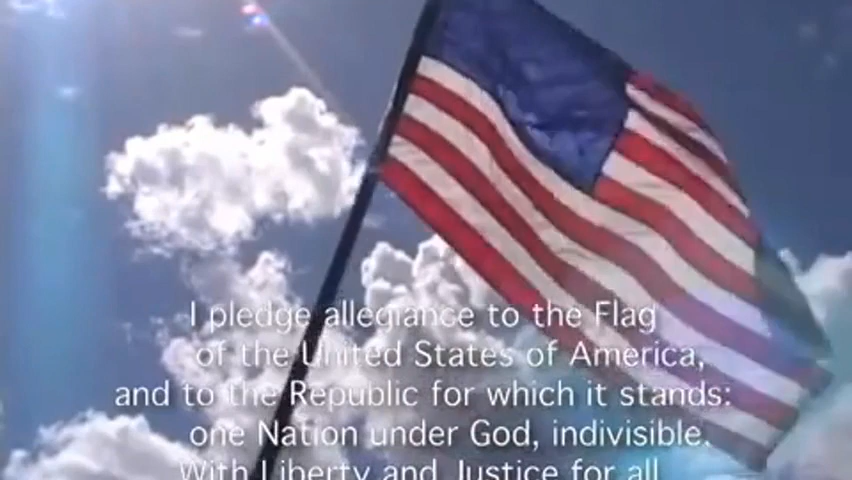 I pledge allegiance to the Flag
of the United States of America,
and to the Republic for which it stands:
one Nation under God, indivisible.
With Liberty and Justice for all